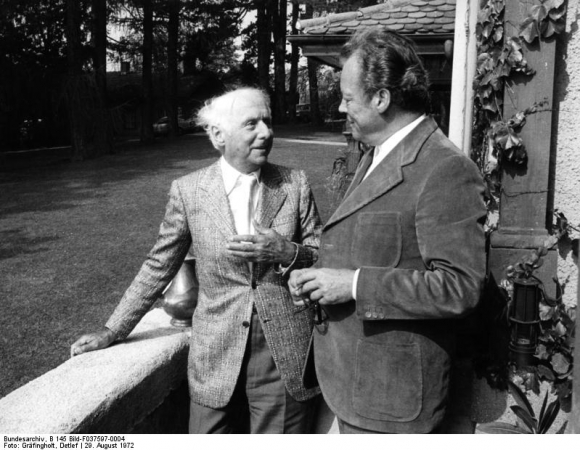 Bundesarchiv, B 145 Bild-F037597-0004
Foto: Gräfingholt, Detlef | 29. August 1972